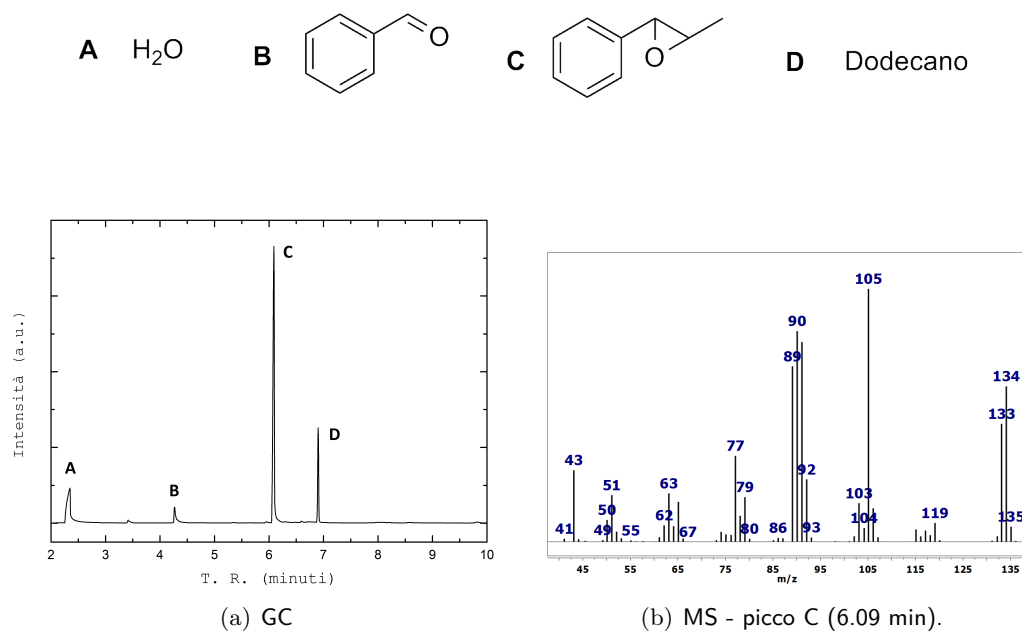 A H₂O B O C O D Dodecano
C
A
B
D
2 3 4 5 6 7 8 9 10
T. R. (minuti)
Intensità (a.u.)
(a) GC
105
90
89
134
133
77
43
63
92
51
79
103
50
62
119
41 49 55 67 80 86 93 104 135
45 55 65 75 85 95 105 115 125 135
m/z
(b) MS - picco C (6.09 min).